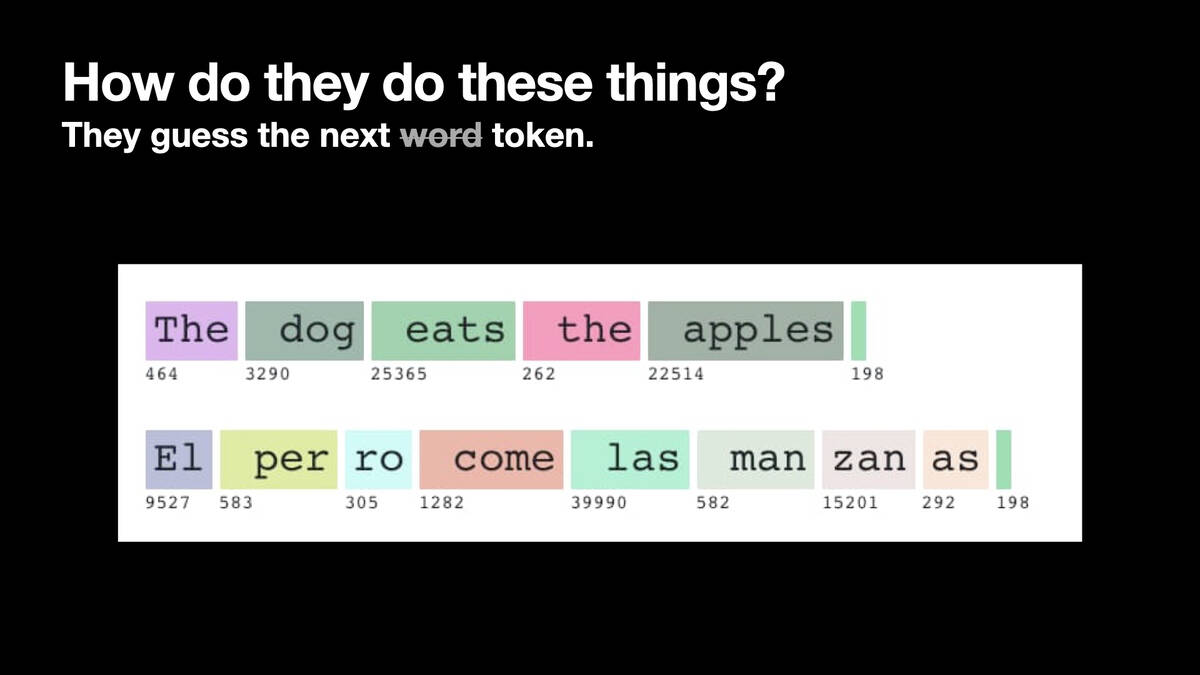 How do they do these things?
They guess the next word token.
The dog eats the apples
464 3290 25365 262 22514 198
El per ro come las man zan as
9527 583 305 1282 39990 582 15201 292 198